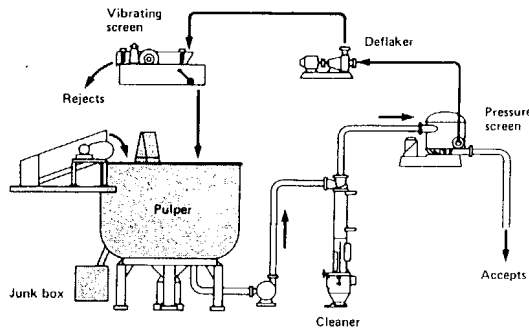 Vibrating
screen
Deflaker
Rejects
Pressure
screen
Pulper
Junk box
Accepts
Cleaner